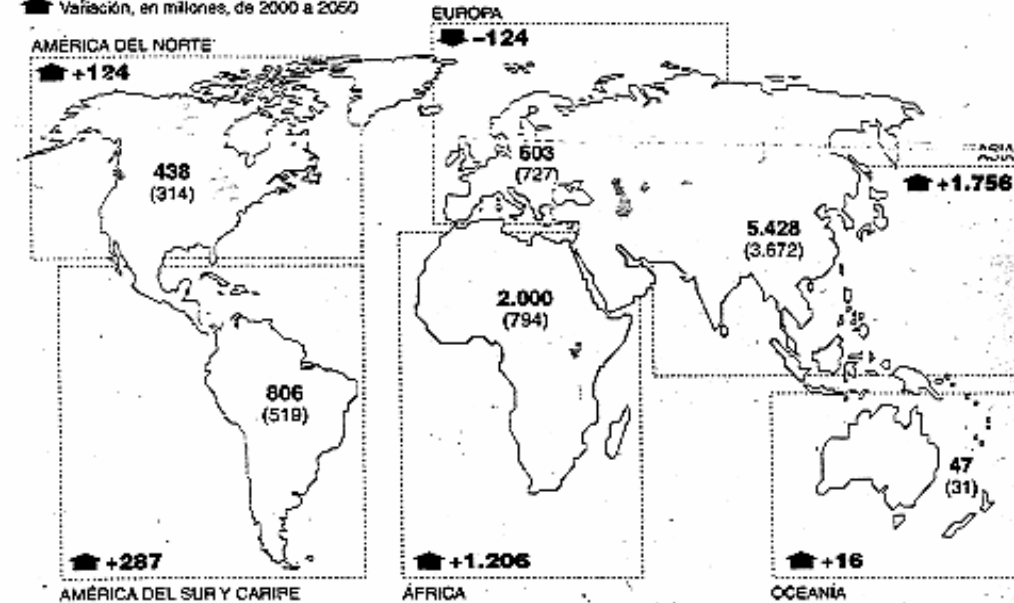 Variación, en millones, de 2000 a 2050
EUROPA
-124
AMÉRICA DEL NORTE
+124
438
(314)
603
(727)
ASIA
+1.756
5.428
(3.672)
2.000
(794)
806
(519)
47
(31)
+287
+1.206
+16
AMÉRICA DEL SUR Y CARIBE
ÁFRICA
OCEANÍA